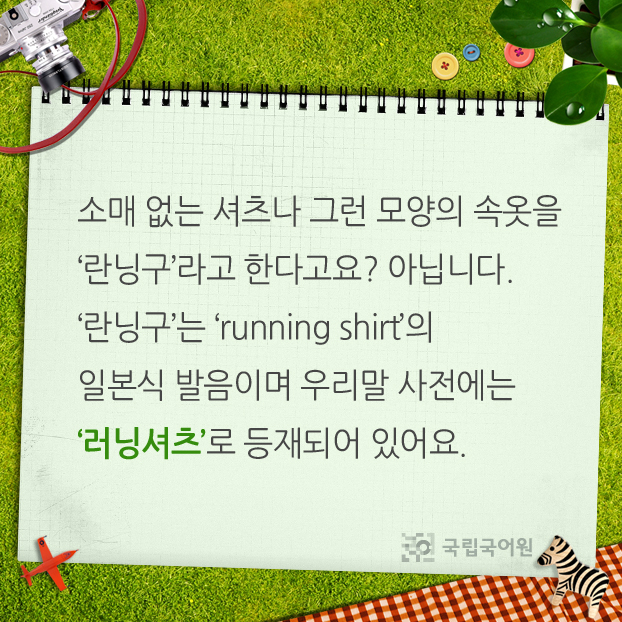 소매 없는 셔츠나 그런 모양의 속옷을
‘란닝구’라고 한다고요? 아닙니다.
‘란닝구’는 ‘running shirt’의
일본식 발음이며 우리말 사전에는
‘러닝셔츠’로 등재되어 있어요.
국립국어원